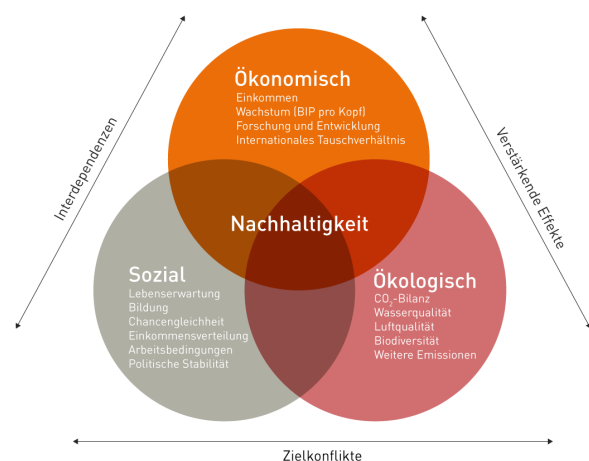 Ökonomisch
Einkommen
Wachstum (BIP pro Kopf)
Forschung und Entwicklung
Internationales Tauschverhältnis
Interdependenzen
Verstärkende Effekte
Nachhaltigkeit
Sozial
Lebenserwartung
Bildung
Chancengleichheit
Einkommensverteilung
Arbeitsbedingungen
Politische Stabilität
Ökologisch
CO₂-Bilanz
Wasserqualität
Luftqualität
Biodiversität
Weitere Emissionen
Zielkonflikte